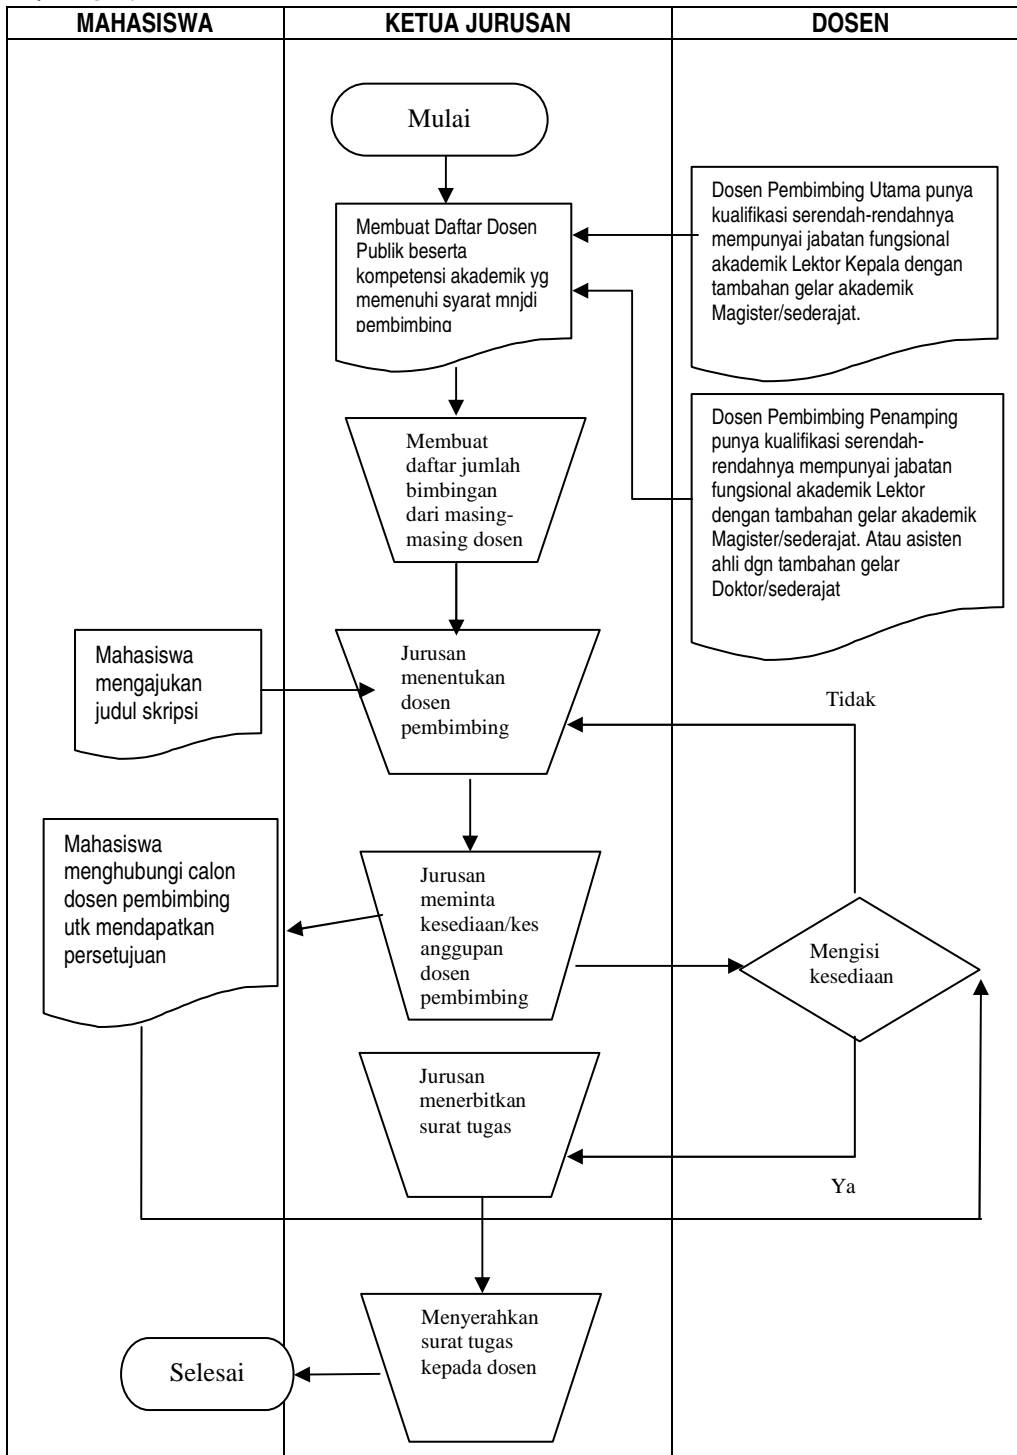 MAHASISWA
KETUA JURUSAN
DOSEN
Mulai
Membuat Daftar Dosen
Publik beserta
kompetensi akademik yg
memenuhi syarat mnjdi
pembimbing
Dosen Pembimbing Utama punya
kualifikasi serendah-rendahnya
mempunyai jabatan fungsional
akademik Lektor Kepala dengan
tambahan gelar akademik
Magister/sederajat.
Membuat
daftar jumlah
bimbingan
dari masing-
masing dosen
Dosen Pembimbing Penamping
punya kualifikasi serendah-
rendahnya mempunyai jabatan
fungsional akademik Lektor
dengan tambahan gelar akademik
Magister/sederajat. Atau asisten
ahli dgn tambahan gelar
Doktor/sederajat
Mahasiswa
mengajukan
judul skripsi
Jurusan
menentukan
dosen
pembimbing
Tidak
Mahasiswa
menghubungi calon
dosen pembimbing
utk mendapatkan
persetujuan
Jurusan
meminta
kesediaan/kes
anggupan
dosen
pembimbing
Mengisi
kesediaan
Jurusan
menerbitkan
surat tugas
Ya
Menyerahkan
surat tugas
kepada dosen
Selesai